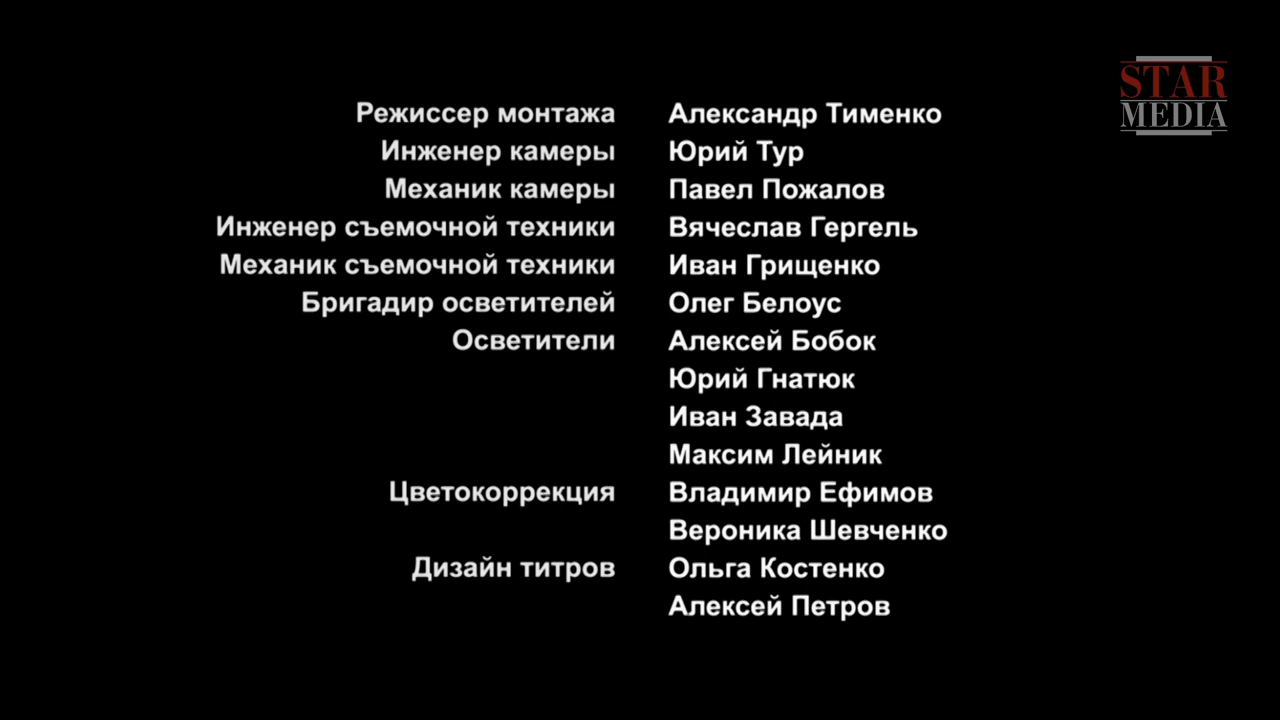 STAR
MEDIA
Режиссер монтажа Александр Тименко
Инженер камеры Юрий Тур
Механик камеры Павел Пожалов
Инженер съемочной техники Вячеслав Гергель
Механик съемочной техники Иван Грищенко
Бригадир осветителей Олег Белоус
Осветители Алексей Бобок
Юрий Гнатюк
Иван Завада
Максим Лейник
Цветокоррекция Владимир Ефимов
Вероника Шевченко
Дизайн титров Ольга Костенко
Алексей Петров